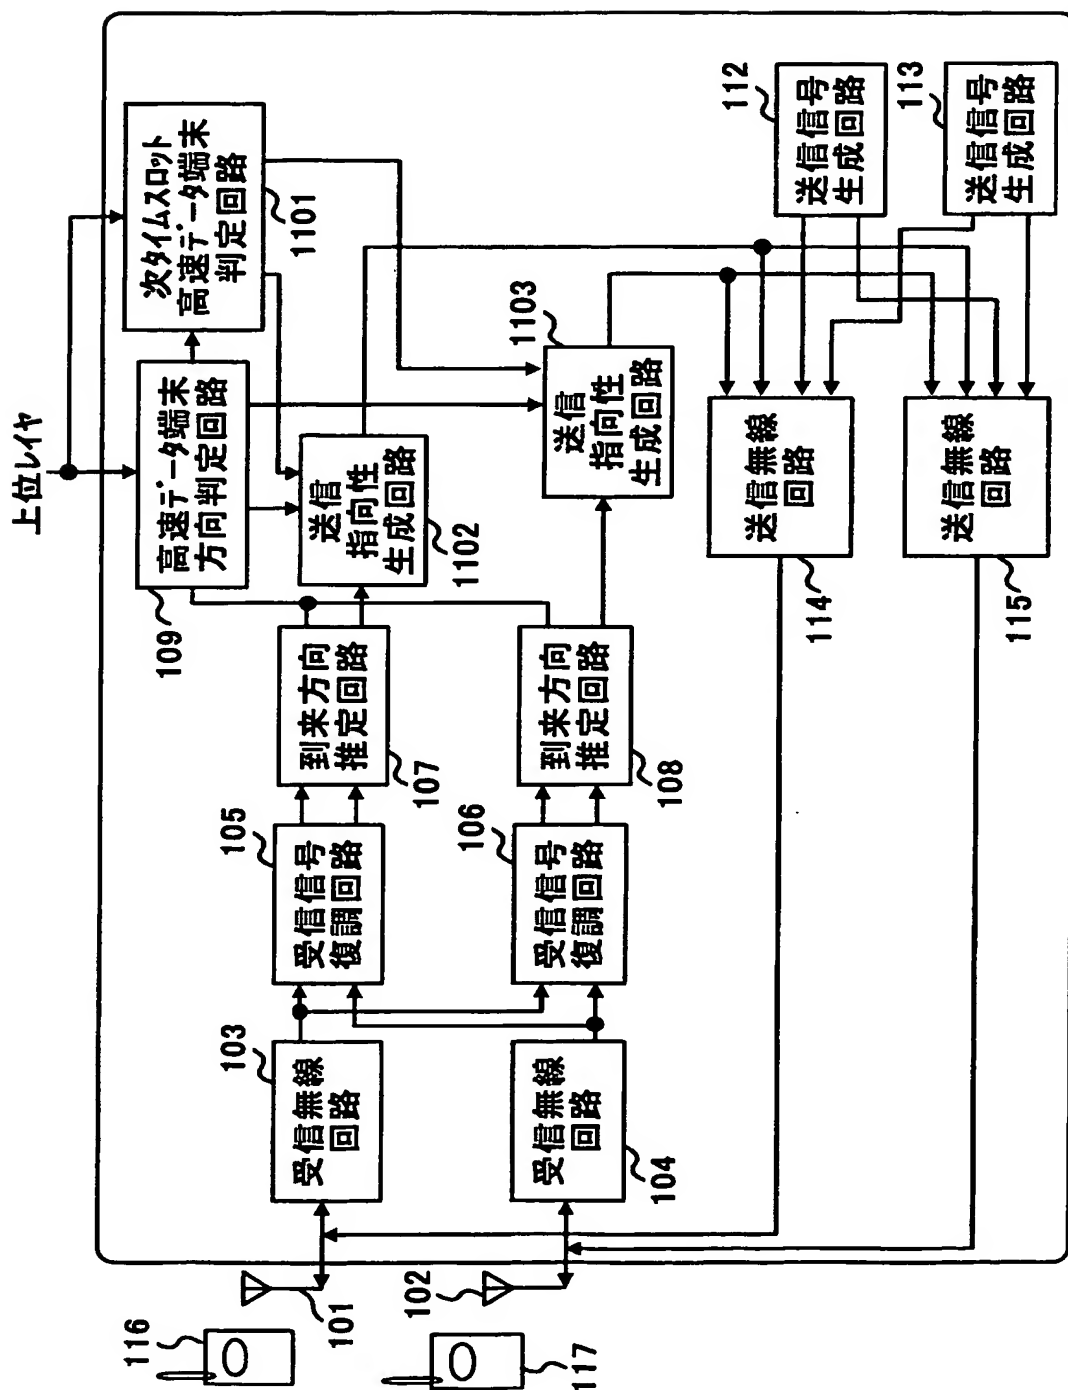 116
117
101
102
103
受信無線
回路
受信無線
回路
104
105
受信信号
復調回路
106
受信信号
復調回路
到来方向
推定回路
107
到来方向
推定回路
108
上位レイヤ
109
高速データ端末
方向判定回路
次タイムスロット
高速データ端末
判定回路
1101
送信
指向性
生成回路
1102
1103
送信
指向性
生成回路
送信無線
回路
114
送信無線
回路
115
112
送信信号
生成回路
113
送信信号
生成回路